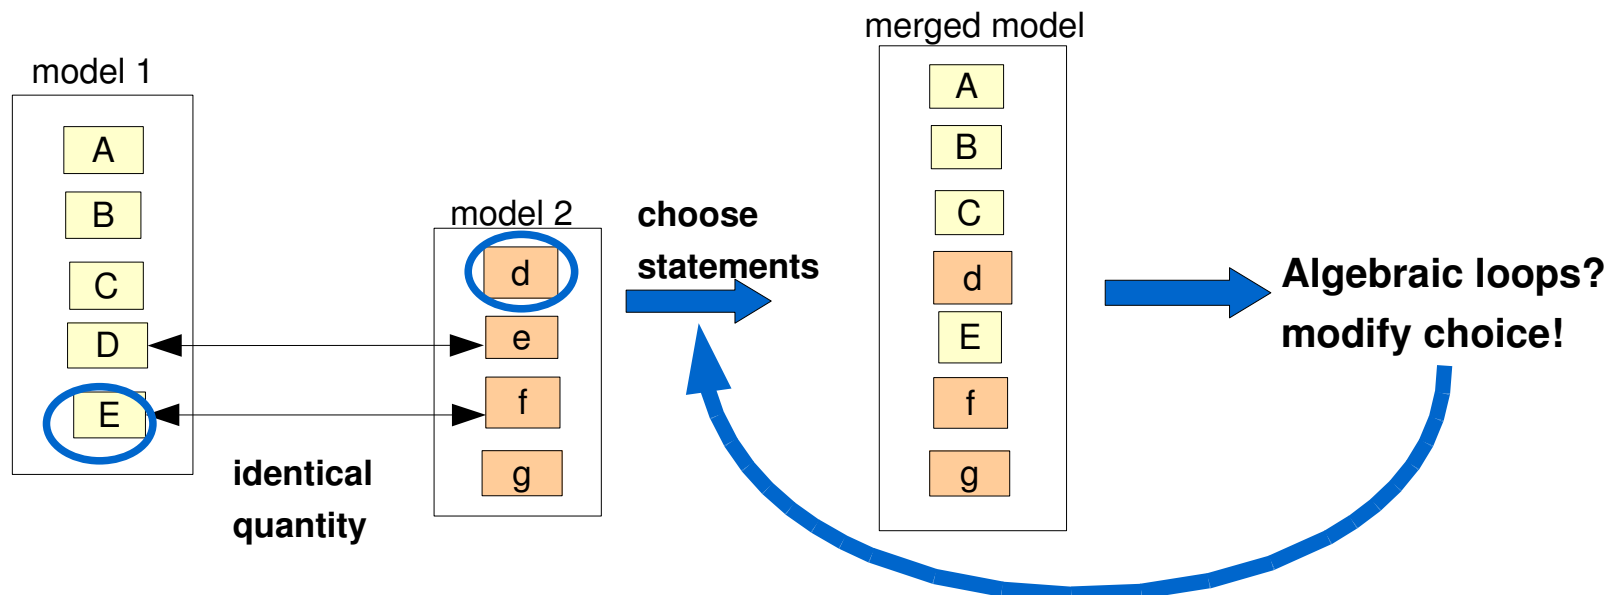 model 1
A
B
C
D
E
identical
quantity
model 2
d
e
f
g
choose
statements
merged model
A
B
C
d
E
f
g
Algebraic loops?
modify choice!